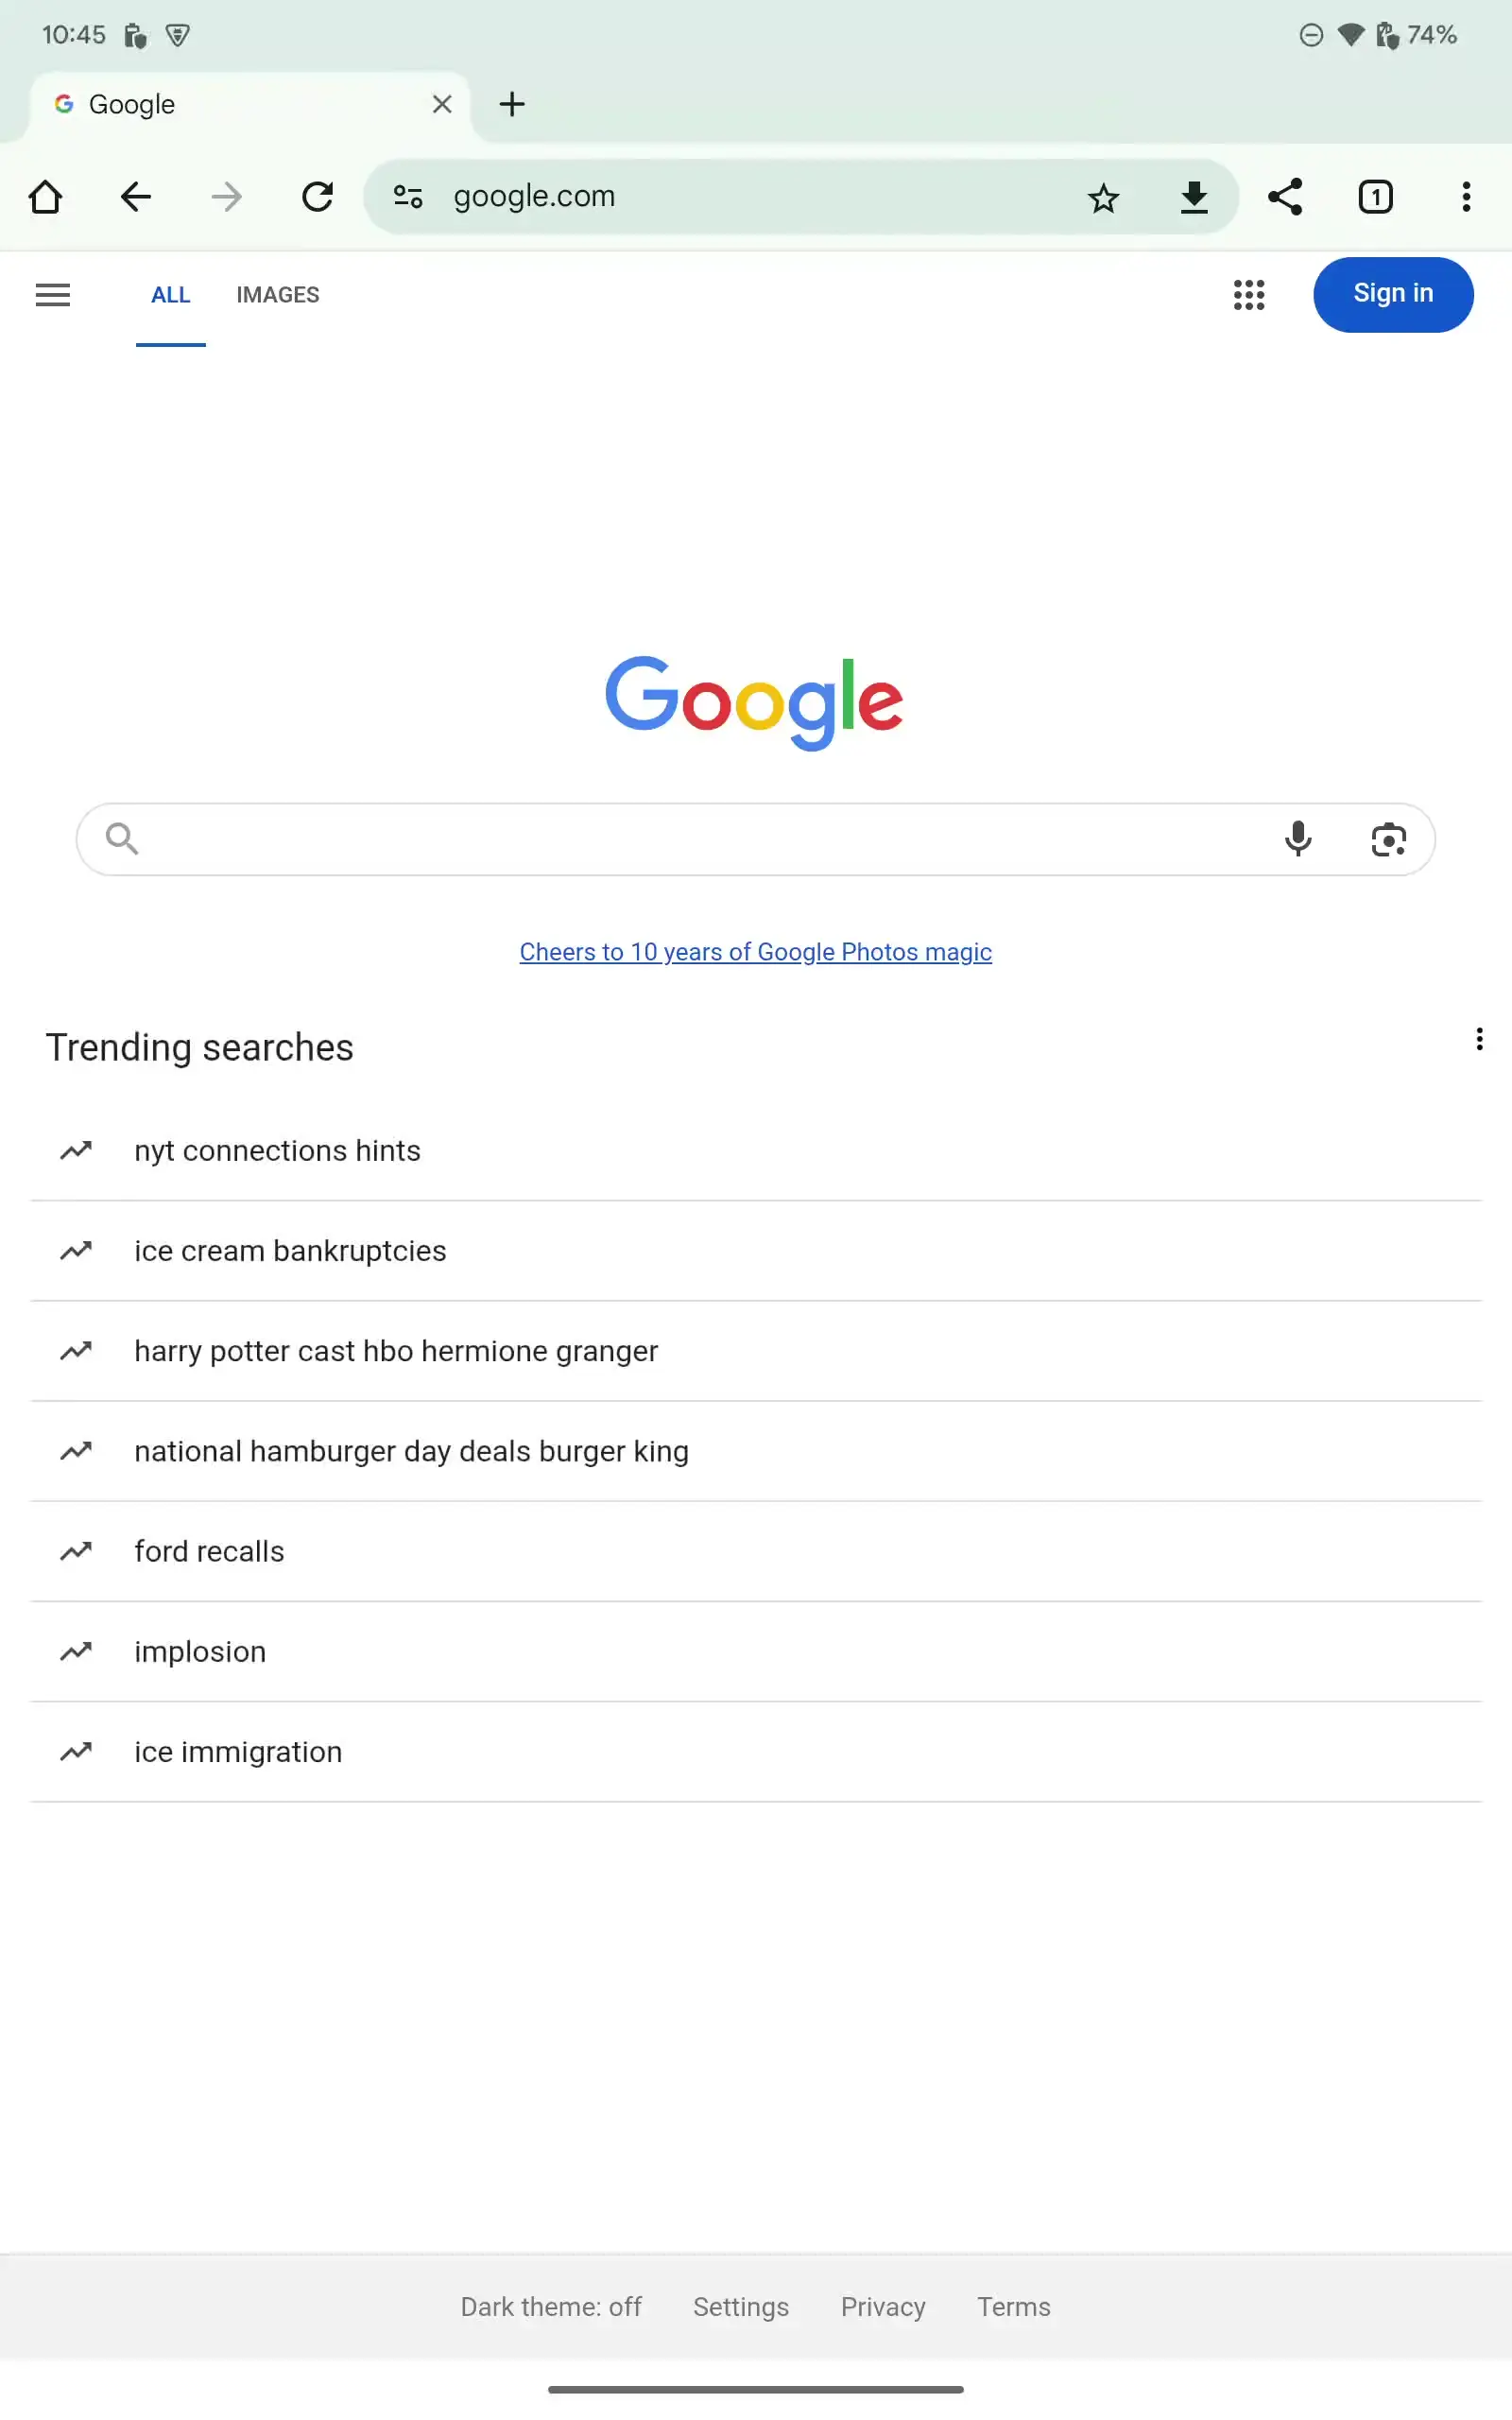 10:45
74%
Google
google.com
1
ALL IMAGES
Sign in
Google
Cheers to 10 years of Google Photos magic
Trending searches
nyt connections hints
ice cream bankruptcies
harry potter cast hbo hermione granger
national hamburger day deals burger king
ford recalls
implosion
ice immigration
Dark theme: off Settings Privacy Terms